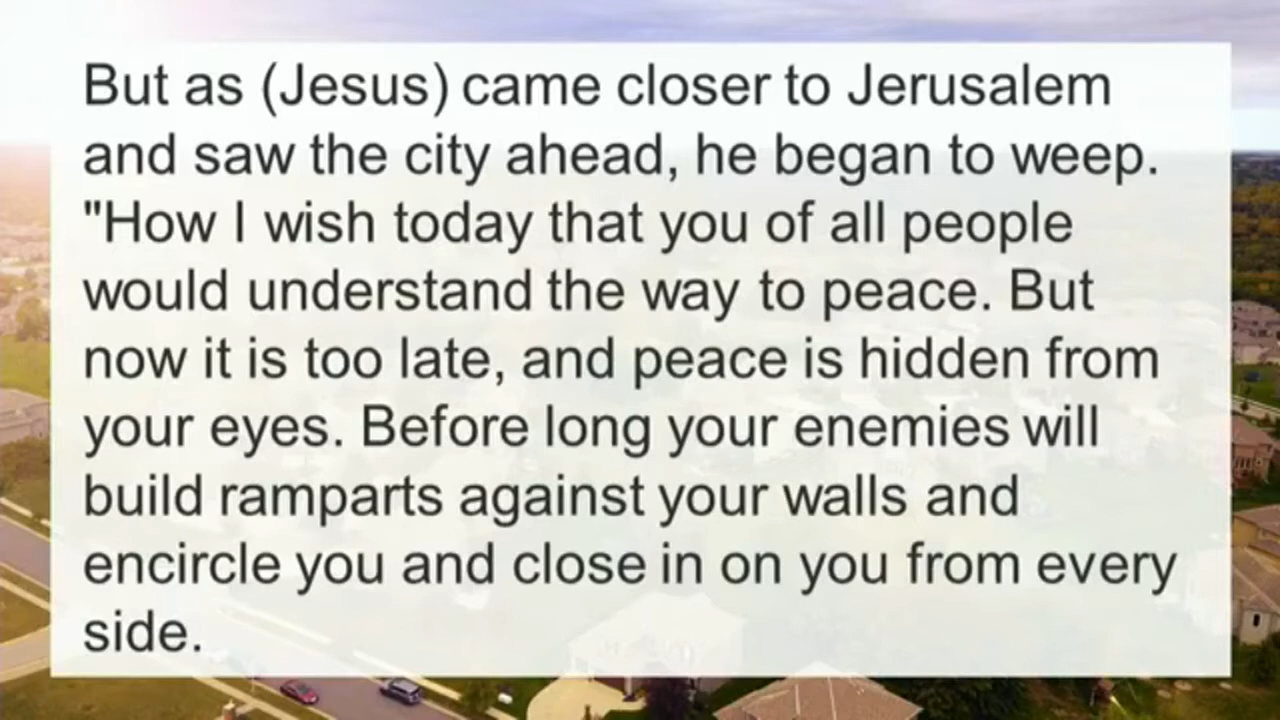 But as (Jesus) came closer to Jerusalem
and saw the city ahead, he began to weep.
"How I wish today that you of all people
would understand the way to peace. But
now it is too late, and peace is hidden from
your eyes. Before long your enemies will
build ramparts against your walls and
encircle you and close in on you from every
side.